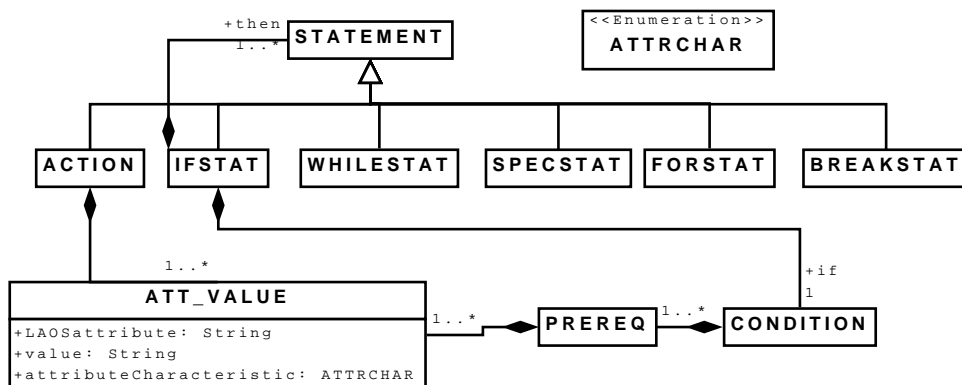 +then
1..*
STATEMENT
<<Enumeration>>
ATTRCHAR
ACTION
IFSTAT
WHILESTAT
SPECSTAT
FORSTAT
BREAKSTAT
1..*
+if
1
ATT_VALUE
+LAOSattribute: String
+value: String
+attributeCharacteristic: ATTRCHAR
1..*
PREREQ
1..*
CONDITION